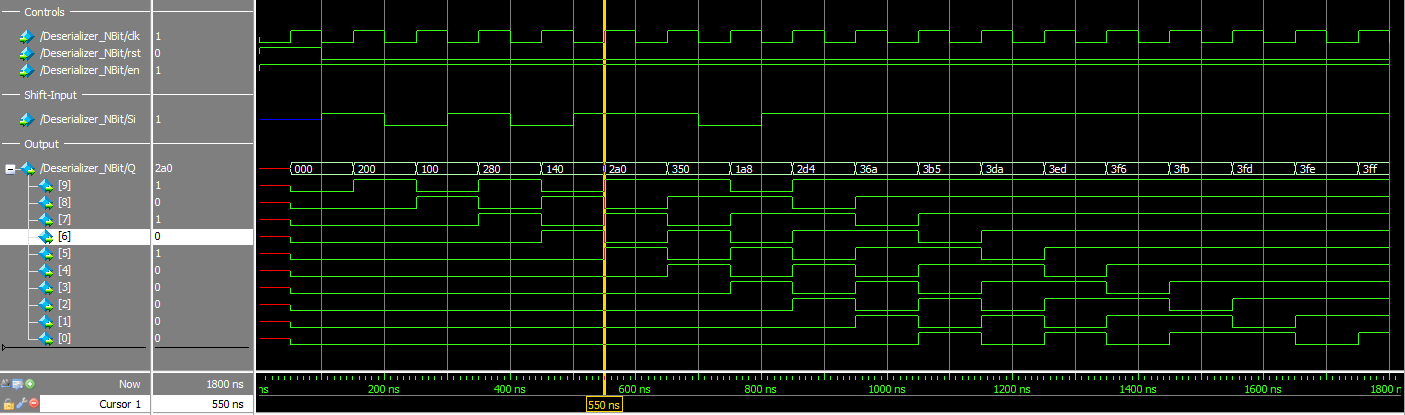 Controls
/Deserializer_NBit/clk 1
/Deserializer_NBit/rst 0
/Deserializer_NBit/en 1
Shift-Input
/Deserializer_NBit/Si 1
Output
/Deserializer_NBit/Q 2a0 000 200 100 280 140 2a0 350 1a8 2d4 36a 3b5 3da 3ed 3f6 3fb 3fd 3fe 3ff
[9] 1
[8] 0
[7] 1
[6] 0
[5] 1
[4] 0
[3] 0
[2] 0
[1] 0
[0] 0
Now 1800 ns ns 200 ns 400 ns 600 ns 800 ns 1000 ns 1200 ns 1400 ns 1600 ns 1800 n
Cursor 1 550 ns 550 ns